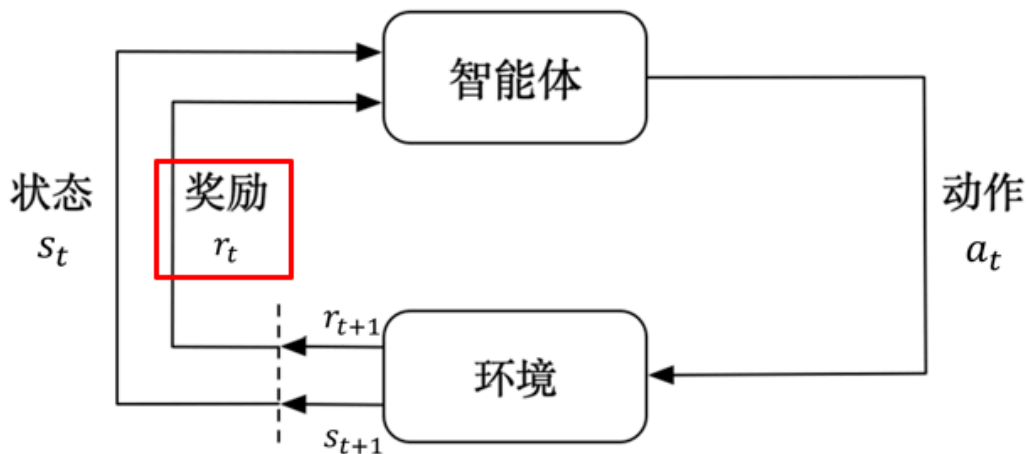 智能体
状态
s_t
奖励
r_t
动作
a_t
r_{t+1}
环境
s_{t+1}